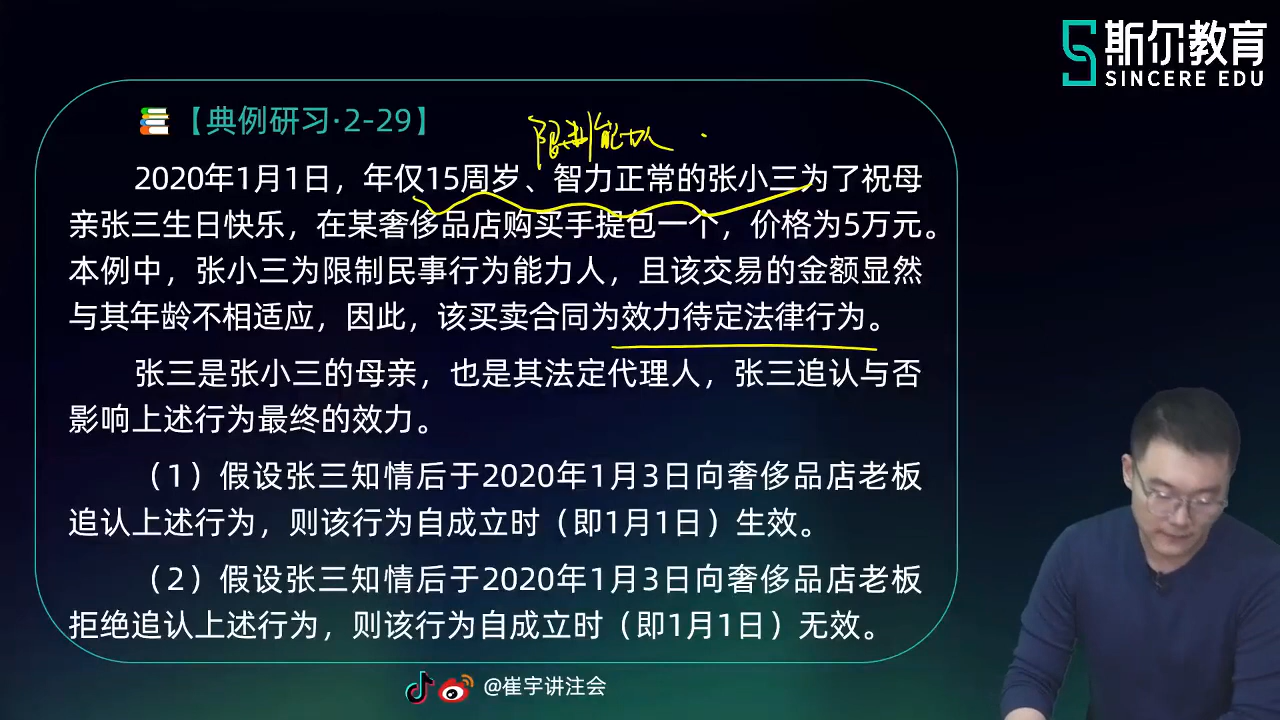 斯尔教育
SINCERE EDU
【典例研习·2-29】
限制能力人
2020年1月1日，年仅15周岁、智力正常的张小三为了祝母
亲张三生日快乐，在某奢侈品店购买手提包一个，价格为5万元。
本例中，张小三为限制民事行为能力人，且该交易的金额显然
与其年龄不相适应，因此，该买卖合同为效力待定法律行为。
张三是张小三的母亲，也是其法定代理人，张三追认与否
影响上述行为最终的效力。
（1）假设张三知情后于2020年1月3日向奢侈品店老板
追认上述行为，则该行为自成立时（即1月1日）生效。
（2）假设张三知情后于2020年1月3日向奢侈品店老板
拒绝追认上述行为，则该行为自成立时（即1月1日）无效。
@崔宇讲注会